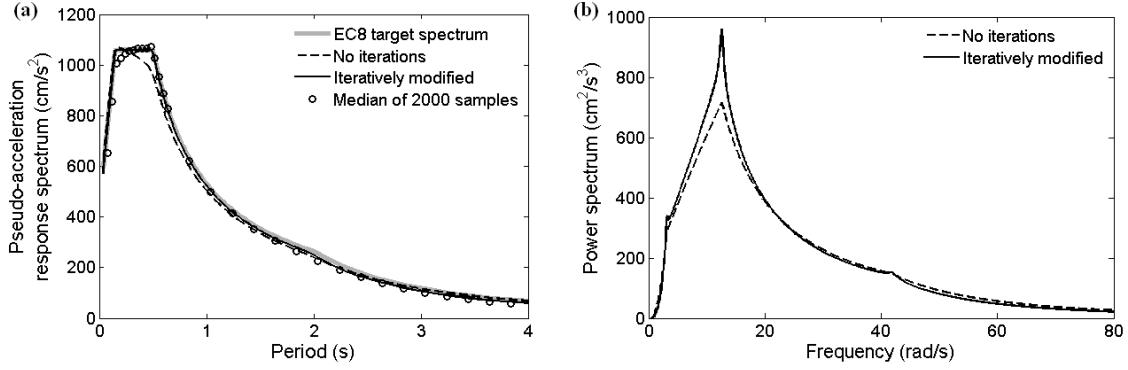 (a)
Pseudo-acceleration
response spectrum (cm/s²)
1200
1000
800
600
400
200
0
EC8 target spectrum
No iterations
Iteratively modified
Median of 2000 samples
0 1 2 3 4
Period (s)
(b)
Power spectrum (cm²/s³)
1000
800
600
400
200
0
No iterations
Iteratively modified
0 20 40 60 80
Frequency (rad/s)